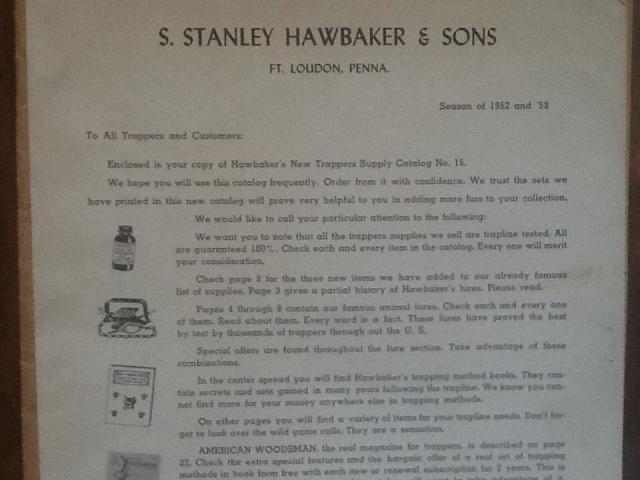 S. STANLEY HAWBAKER & SONS
FT. LOUDON, PENNA.
Season of 1952 and '53
To All Trappers and Customers:
Enclosed is your copy of Hawbaker's New Trappers Supply Catalog No. 15.
We hope you will use this catalog frequently. Order from it with confidence. We trust the sets we
have printed in this new catalog will prove very helpful to you in adding more furs to your collection.
We would like to call your particular attention to the following:
We want you to note that all the trappers supplies we sell are trapline tested. All
are guaranteed 100%. Check each and every item in the catalog. Every one will merit
your consideration.
Check page 2 for the three new items we have added to our already famous
list of supplies. Page 3 gives a partial history of Hawbaker's lures. Please read.
Pages 4 through 8 contain our famous animal lures. Check each and every one
of them. Read about them. Every word is a fact. These lures have proved the best
by test by thousands of trappers through out the U. S.
Special offers are found throughout the lure section. Take advantage of these
combinations.
In the center spread you will find Hawbaker's trapping method books. They con-
tain secrets and sets gained in many years following the trapline. We know you can-
not find more for your money anywhere else in trapping methods.
On other pages you will find a variety of items for your trapline needs. Don't for-
get to look over the wild game calls. They are a sensation.
AMERICAN WOODSMAN, the real magazine for trappers, is described on page
22. Check the extra special features and the bargain offer of a real set of trapping
methods in book form free with each new or renewal subscription for 2 years. This is